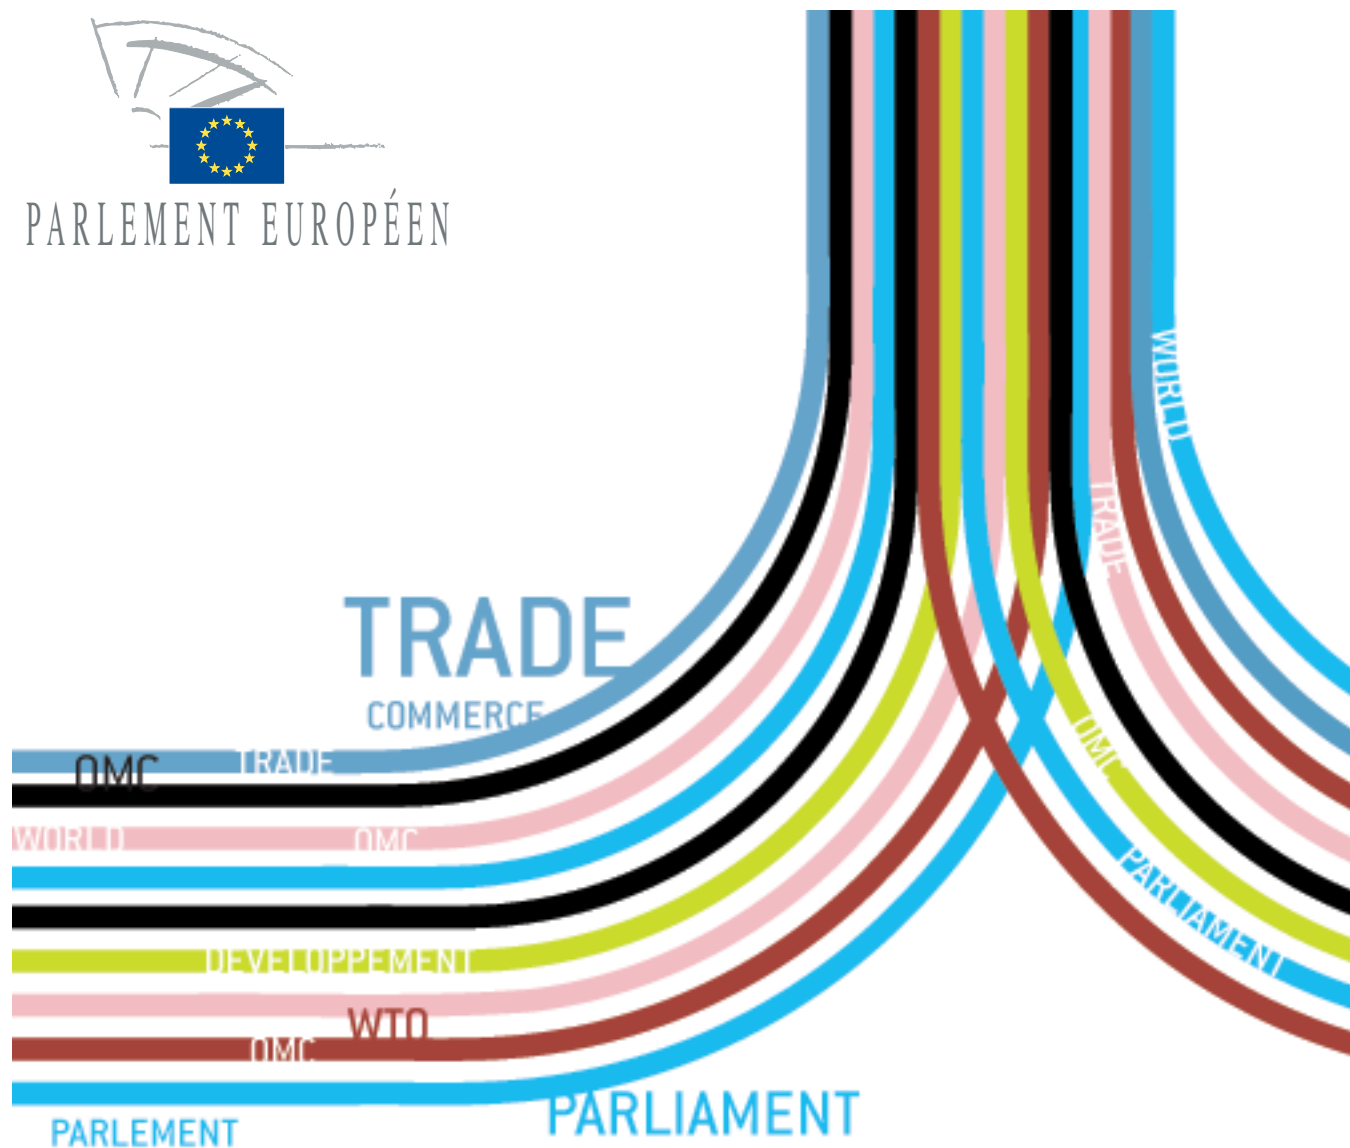 PARLEMENT EUROPÉEN
WORLD
TRADE
TRADE
COMMERCE
OMC
TRADE
OMC
WORLD
OMC
PARLIAMENT
DEVELOPPEMENT
WTO
OMC
PARLIAMENT
PARLEMENT